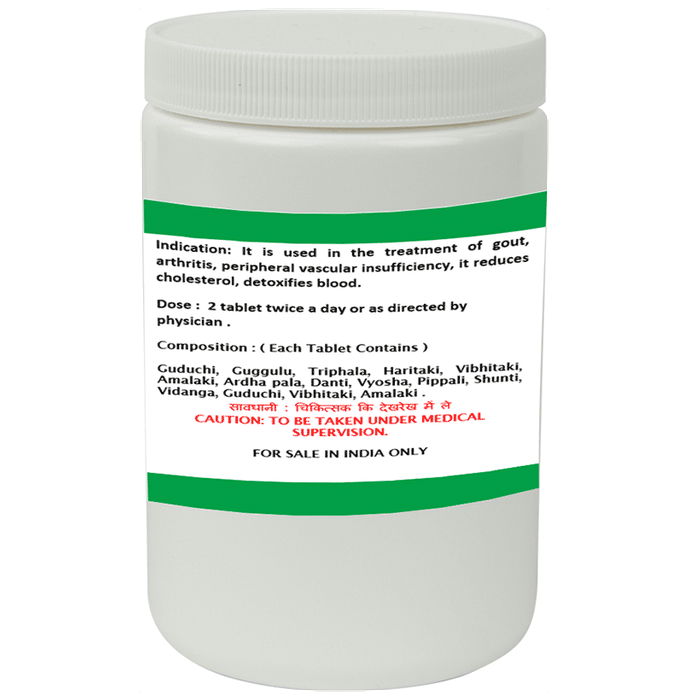 Indication: It is used in the treatment of gout,
arthritis, peripheral vascular insufficiency, it reduces
cholesterol, detoxifies blood.
Dose : 2 tablet twice a day or as directed by
physician .
Composition : ( Each Tablet Contains )
Guduchi, Guggulu, Triphala, Haritaki, Vibhitaki,
Amalaki, Ardha pala, Danti, Vyosha, Pippali, Shunti,
Vidanga, Guduchi, Vibhitaki, Amalaki .
सावधानी : चिकित्सक कि देखरेख में ले
CAUTION: TO BE TAKEN UNDER MEDICAL
SUPERVISION.
FOR SALE IN INDIA ONLY